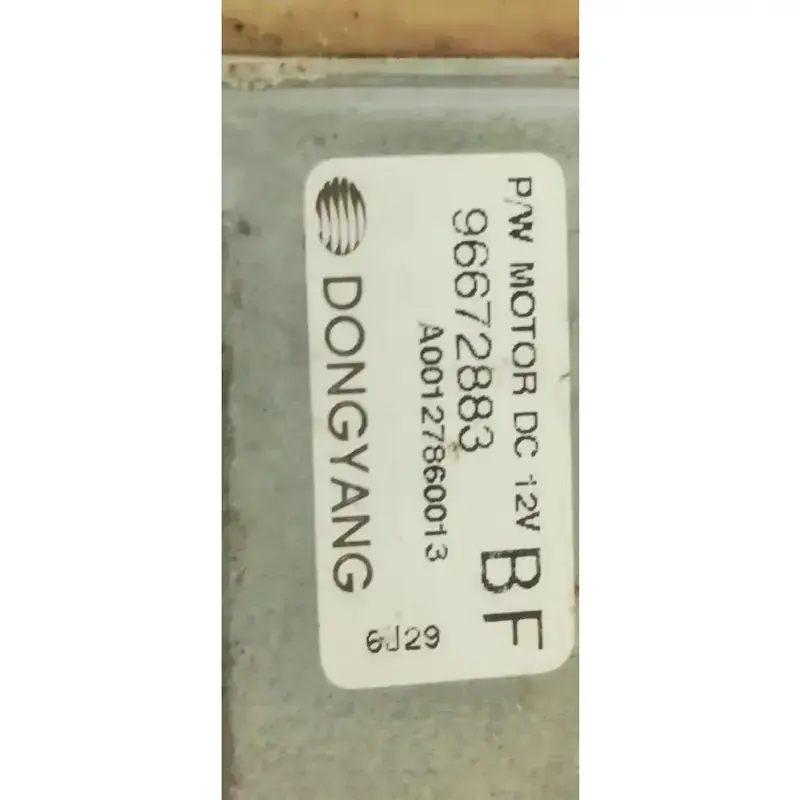 P/W MOTOR DC 12V
96672883
A00127860013
BF
DONGYANG
6J29